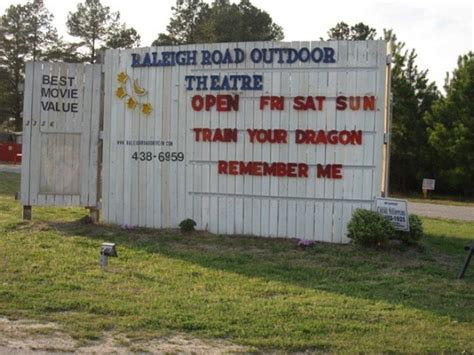 RALEIGH ROAD OUTDOOR
THEATRE
BEST
MOVIE
VALUE
OPEN FRI SAT SUN
TRAIN YOUR DRAGON
REMEMBER ME
438-6959